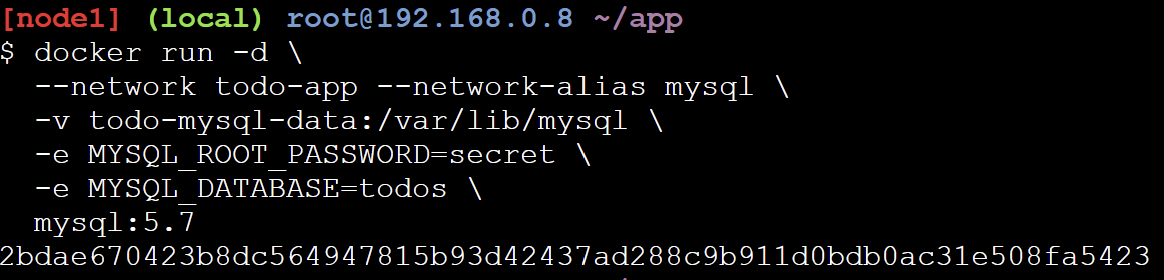 [node1] (local) root@192.168.0.8 ~/app
$ docker run -d \
  --network todo-app --network-alias mysql \
  -v todo-mysql-data:/var/lib/mysql \
  -e MYSQL_ROOT_PASSWORD=secret \
  -e MYSQL_DATABASE=todos \
  mysql:5.7
2bdae670423b8dc564947815b93d42437ad288c9b911d0bdb0ac31e508fa5423